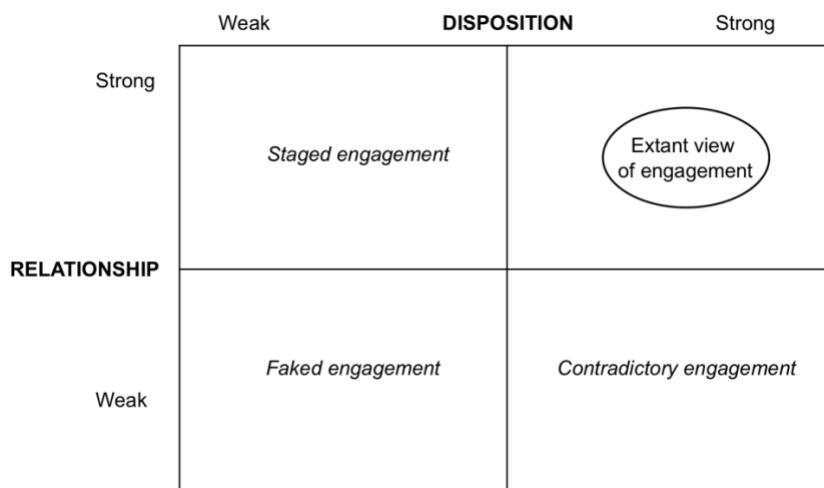 Weak DISPOSITION Strong
Strong
Staged engagement
Extant view
of engagement
RELATIONSHIP
Faked engagement
Contradictory engagement
Weak